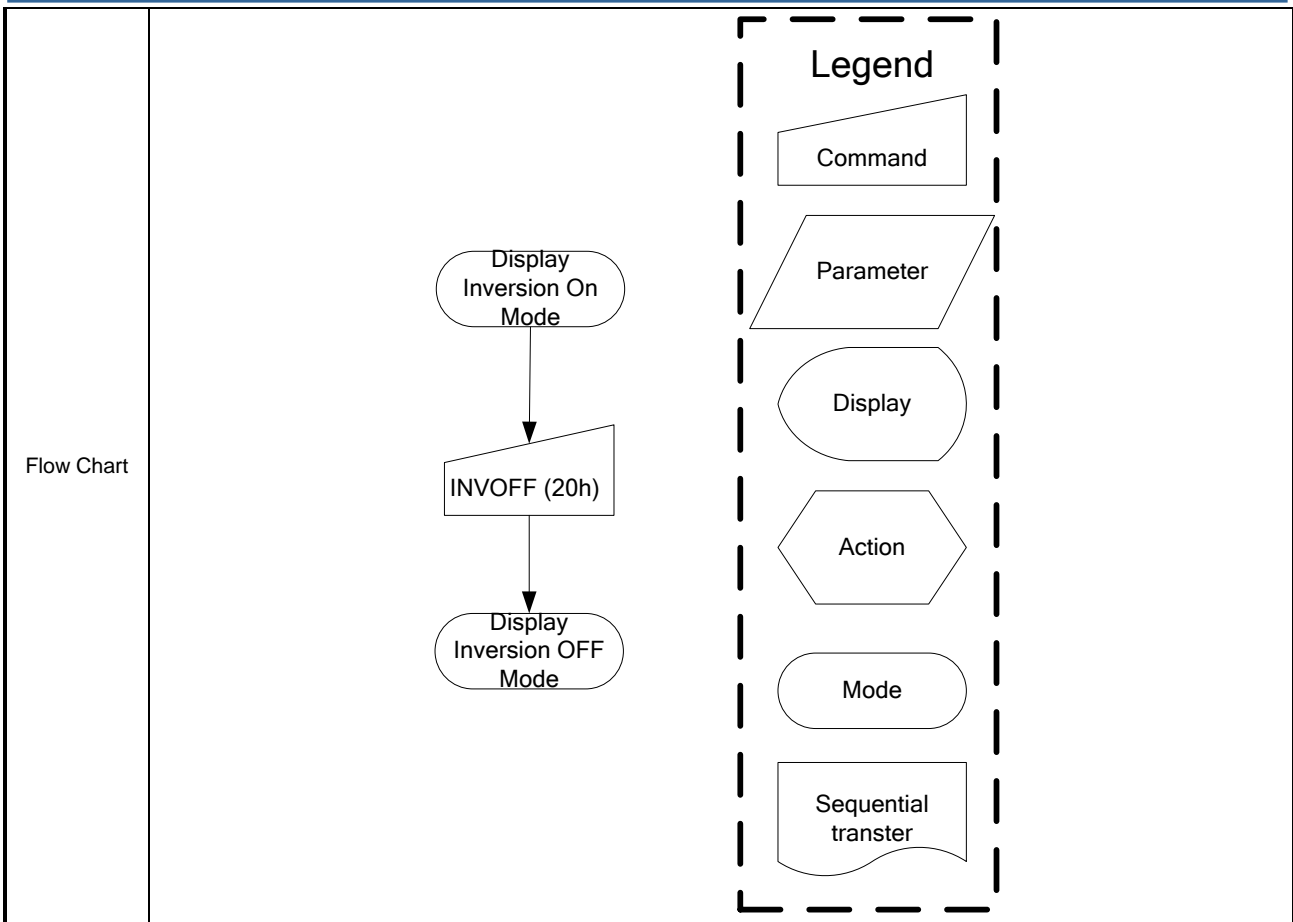 Flow Chart
Display
Inversion On
Mode
INVOFF (20h)
Display
Inversion OFF
Mode
Legend
Command
Parameter
Display
Action
Mode
Sequential
transter